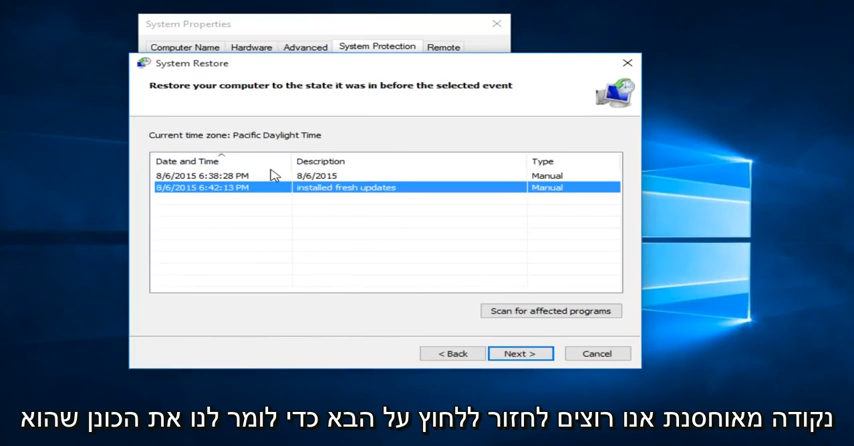 System Properties
Computer Name Hardware Advanced System Protection Remote
System Restore
Restore your computer to the state it was in before the selected event
Current time zone: Pacific Daylight Time
Date and Time Description Type
8/6/2015 6:38:28 PM 8/6/2015 Manual
8/6/2015 6:42:13 PM installed fresh updates Manual
Scan for affected programs
< Back Next > Cancel
נקודה מאוחסנת אנו רוצים לחזור ללחוץ על הבא כדי לומר לנו את הכונן שהוא